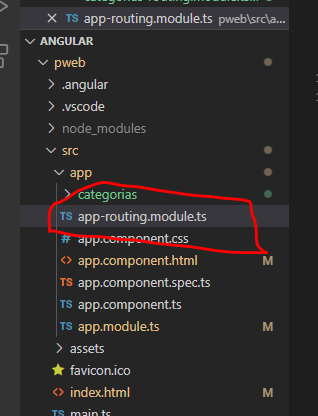 TS app-routing.module.ts pweb\src\a...
ANGULAR
pweb
.angular
.vscode
node_modules
src
app
categorias
TS app-routing.module.ts
# app.component.css
<> app.component.html M
TS app.component.spec.ts
TS app.component.ts
TS app.module.ts M
assets
favicon.ico
<> index.html M
TS main.ts